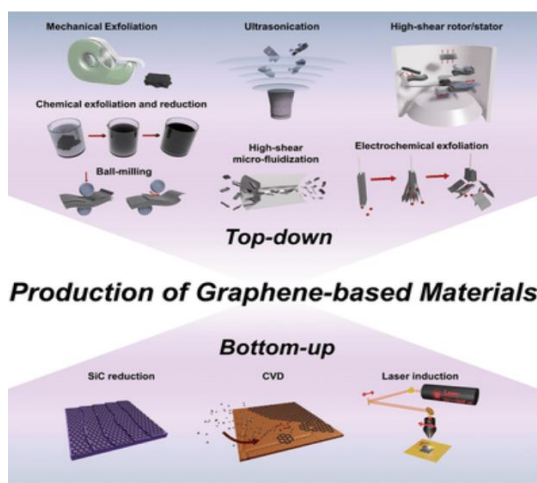 Mechanical Exfoliation
Ultrasonication
High-shear rotor/stator
Chemical exfoliation and reduction
Ball-milling
High-shear
micro-fluidization
Electrochemical exfoliation
Top-down
Production of Graphene-based Materials
Bottom-up
SiC reduction
CVD
Laser induction